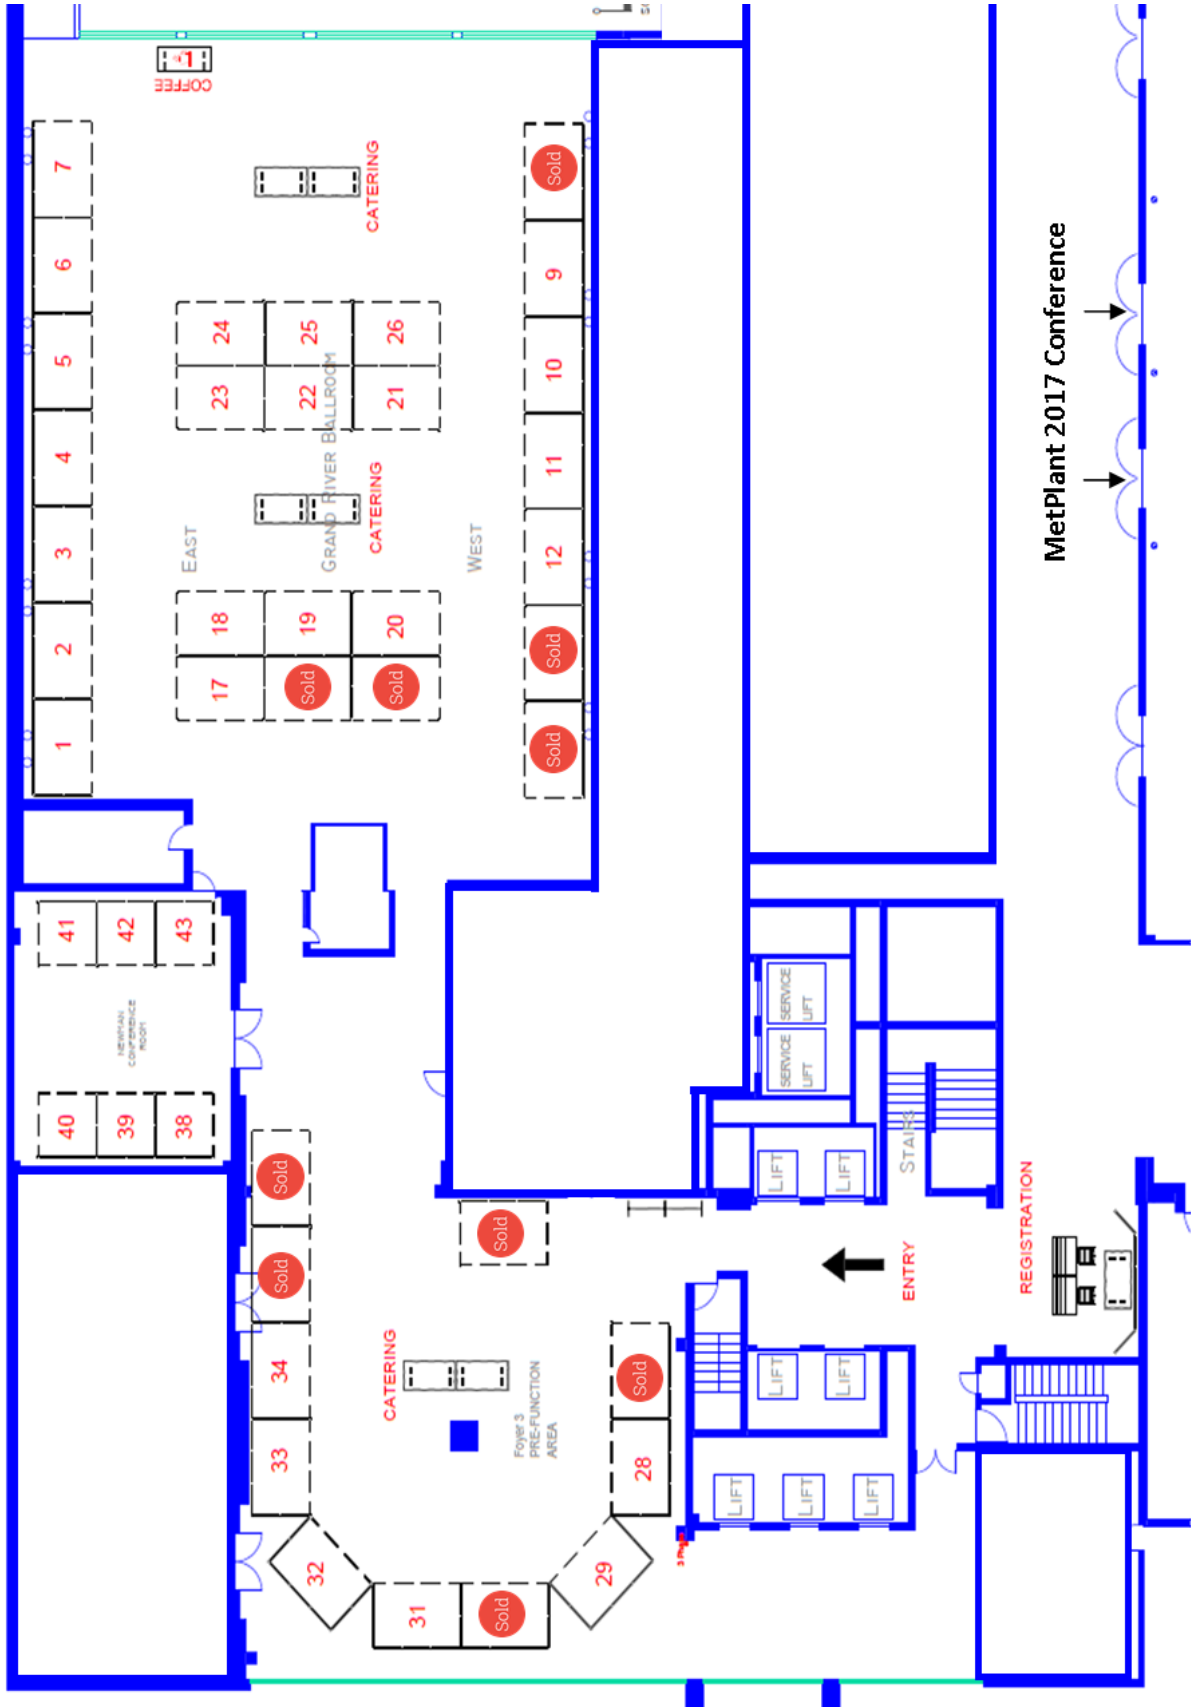 COFFEE
7
6
5
4
3
2
1
CATERING
Sold
9
10
11
12
Sold
Sold
24
25
26
23
22
21
GRAND RIVER BALLROOM
EAST
WEST
CATERING
18
19
20
17
Sold
Sold
MetPlant 2017 Conference
41
42
43
NEWMAN
CONFERENCE
ROOM
40
39
38
Sold
Sold
34
33
32
31
Sold
29
28
Sold
Sold
CATERING
Foyer 3
PRE-FUNCTION
AREA
SERVICE
LIFT
SERVICE
LIFT
LIFT
LIFT
STAIRS
ENTRY
REGISTRATION
LIFT
LIFT
LIFT
LIFT
LIFT